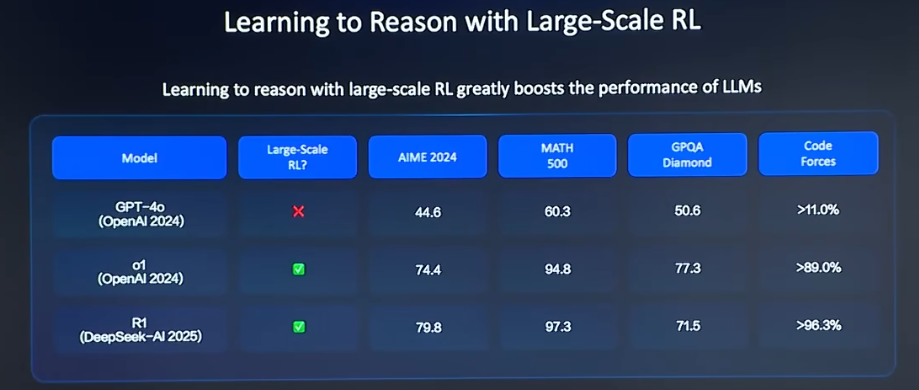 Learning to Reason with Large-Scale RL
Learning to reason with large-scale RL greatly boosts the performance of LLMs
Model
Large-Scale
RL?
AIME 2024
MATH
500
GPQA
Diamond
Code
Forces
GPT-4o
(OpenAI 2024)
44.6
60.3
50.6
>11.0%
o1
(OpenAI 2024)
74.4
94.8
77.3
>89.0%
R1
(DeepSeek-AI 2025)
79.8
97.3
71.5
>96.3%